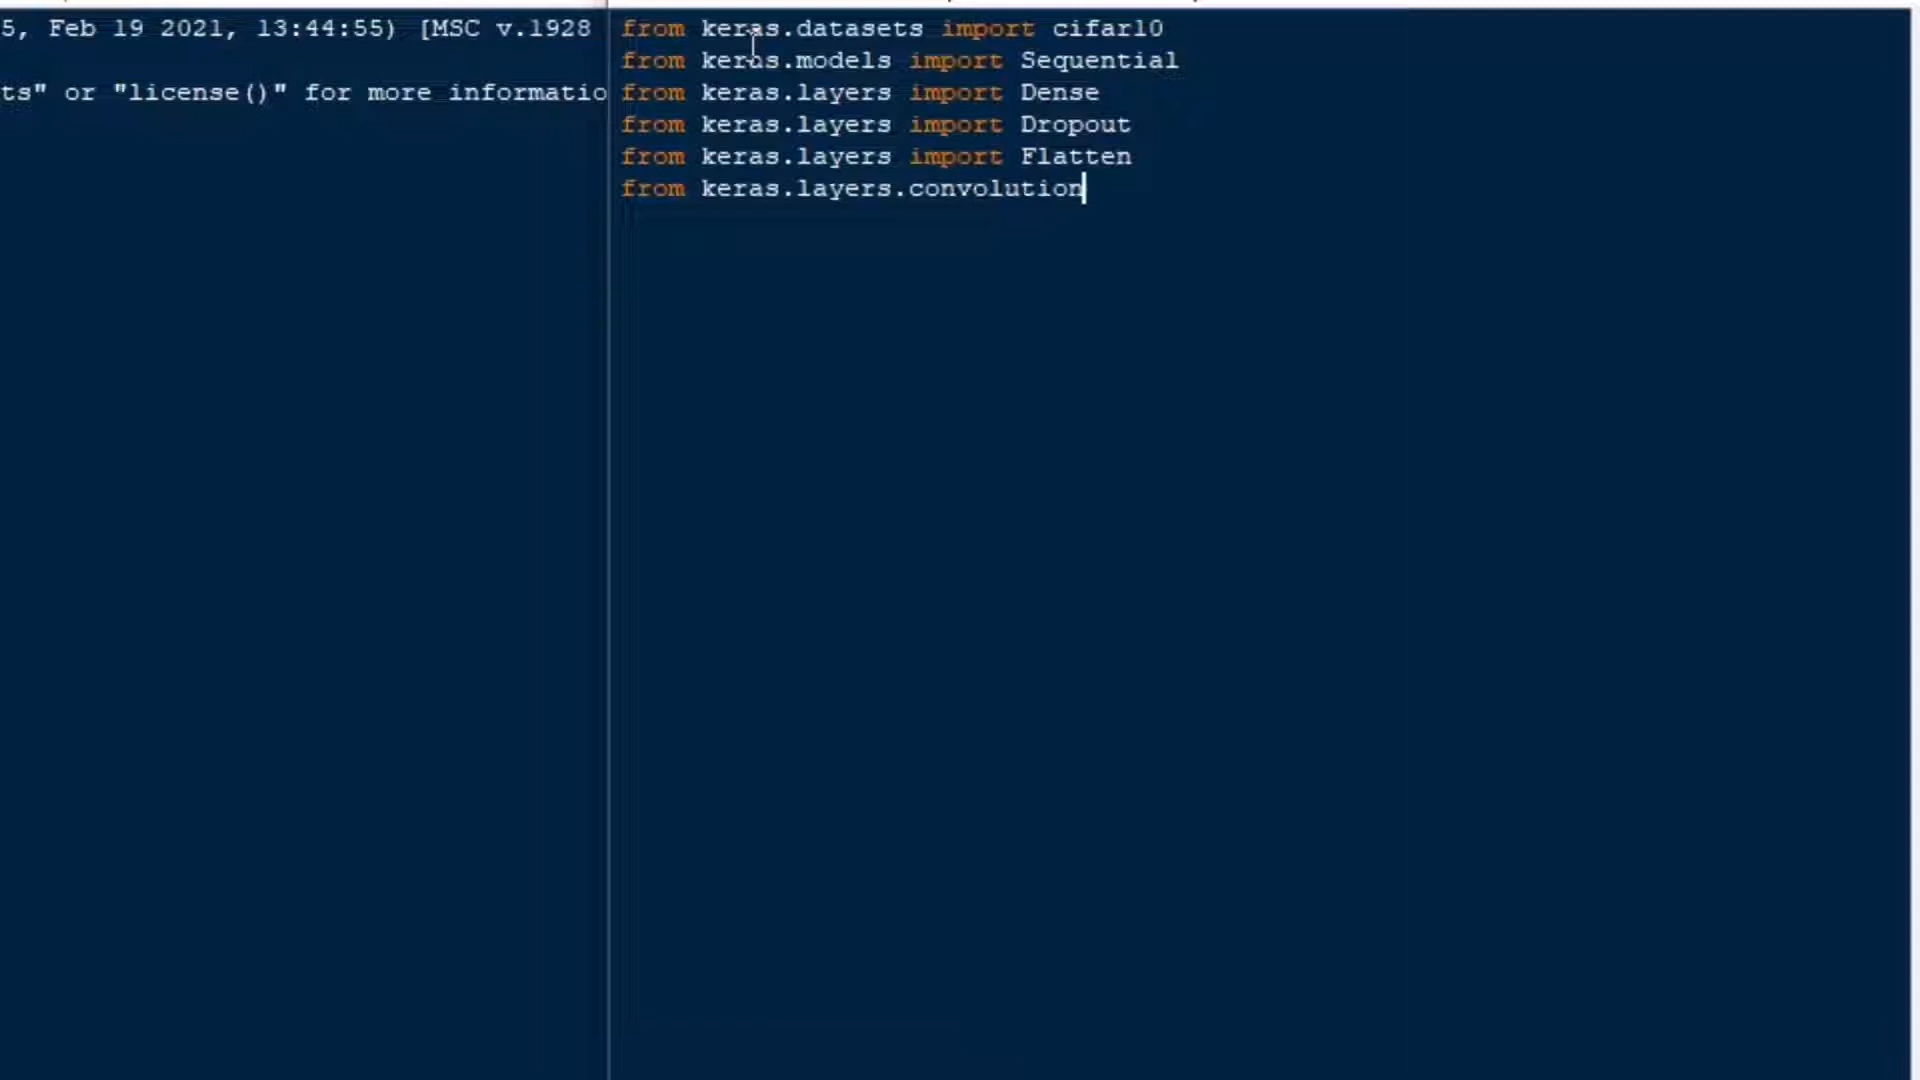 5, Feb 19 2021, 13:44:55) [MSC v.1928
ts" or "license()" for more informatio
from keras.datasets import cifar10
from keras.models import Sequential
from keras.layers import Dense
from keras.layers import Dropout
from keras.layers import Flatten
from keras.layers.convolution